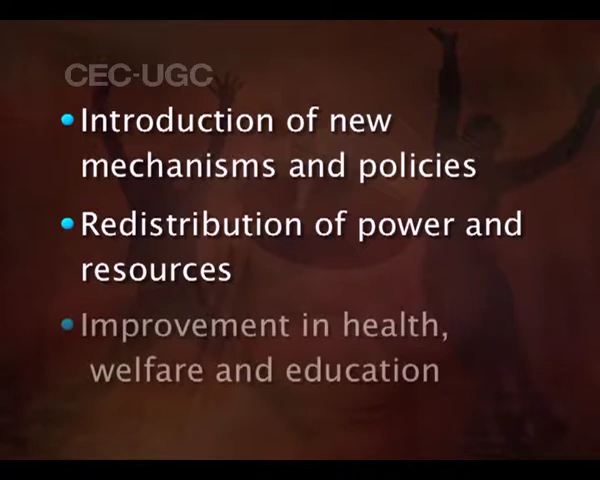 CEC-UGC
• Introduction of new
mechanisms and policies
• Redistribution of power and
resources
• Improvement in health,
welfare and education